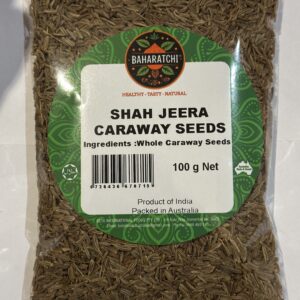 BAHARATCHI
HEALTHY - TASTY - NATURAL
SHAH JEERA
CARAWAY SEEDS
Ingredients :Whole Caraway Seeds
100 g Net
Product of India
Packed in Australia